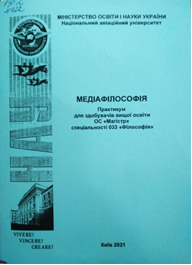 МІНІСТЕРСТВО ОСВІТИ І НАУКИ УКРАЇНИ
Національний авіаційний університет
НАУ
МЕДІАФІЛОСОФІЯ
Практикум
для здобувачів вищої освіти
ОС «Магістр»
спеціальності 033 «Філософія»
VIVERE!
VINCERE!
CREARE!
Київ 2021